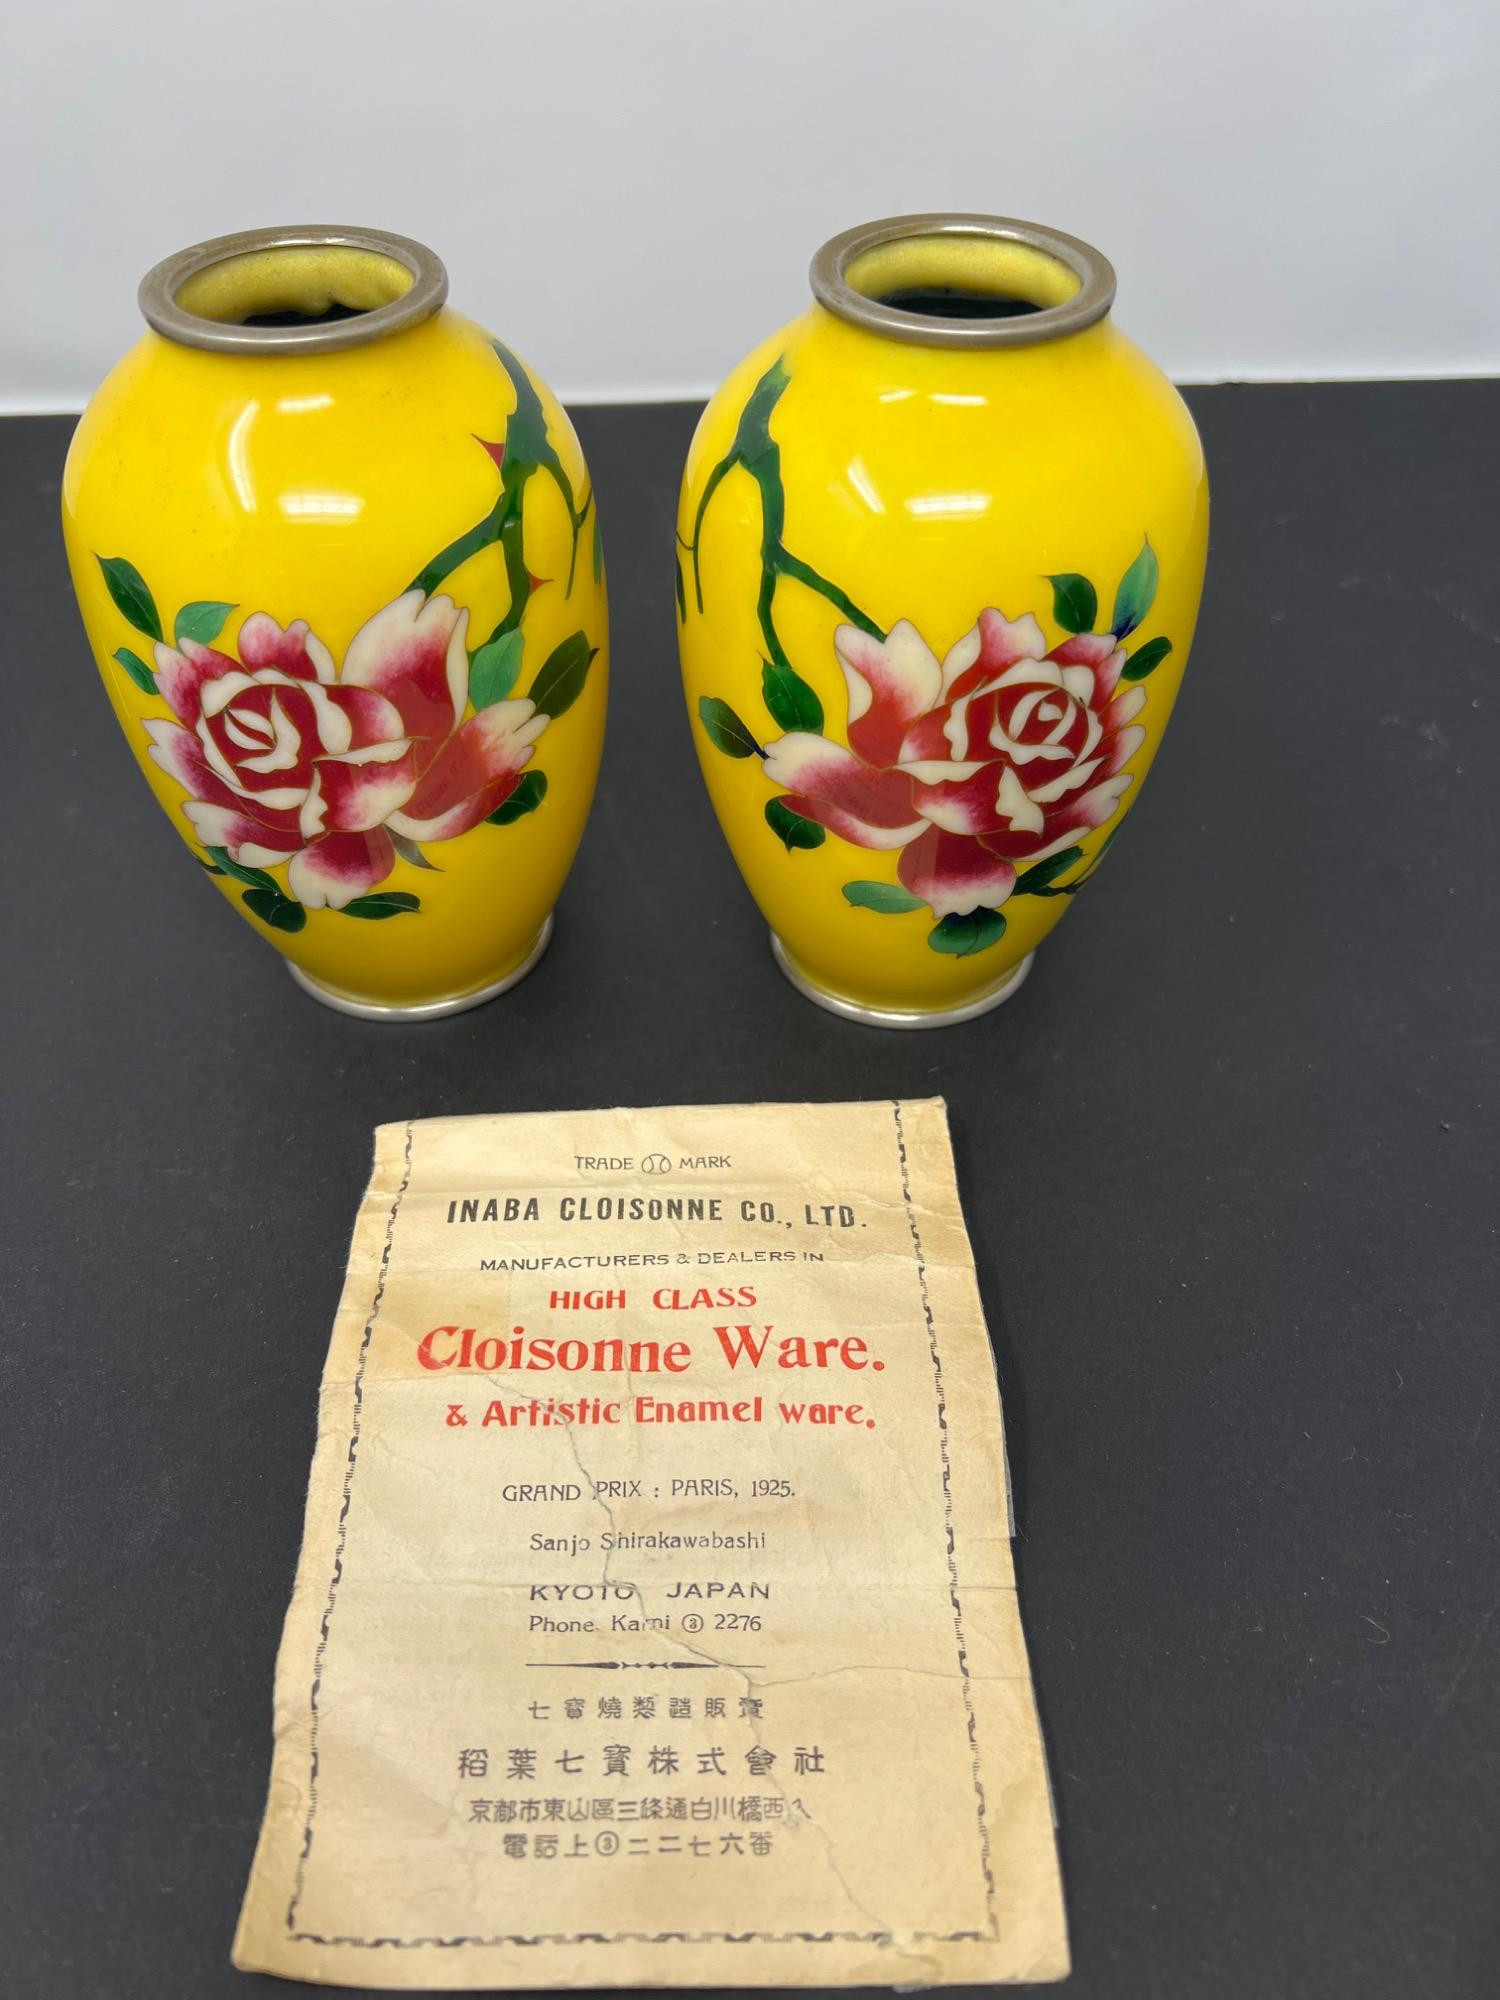 TRADE MARK
INABA CLOISONNE CO., LTD.
MANUFACTURERS & DEALERS IN
HIGH CLASS
Cloisonne Ware.
& Artistic Enamel ware.
GRAND PRIX : PARIS, 1925.
Sanjo Shirakawabashi
KYOTO JAPAN
Phone. Kami ③ 2276
七寳燒製造販賣
稻葉七寳株式會社
京都市東山區三條通白川橋西入
電話上③二二七六番